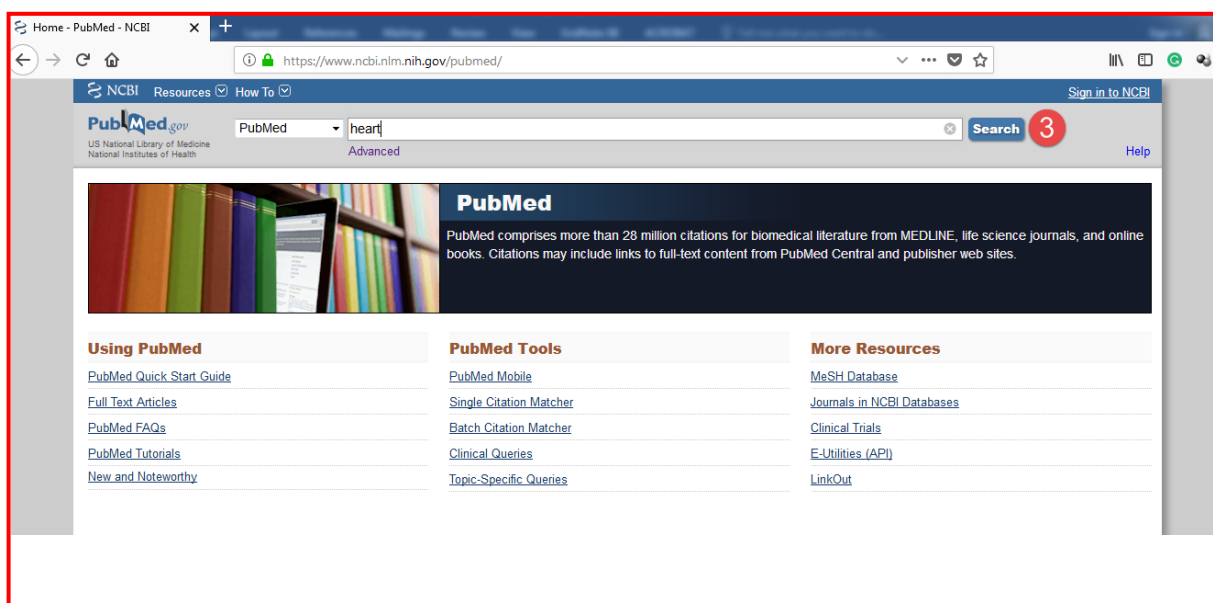 Home - PubMed - NCBI
https://www.ncbi.nlm.nih.gov/pubmed/
NCBI Resources How To Sign in to NCBI
PubMed.gov
US National Library of Medicine
National Institutes of Health
PubMed heart Search 3
Advanced Help
PubMed
PubMed comprises more than 28 million citations for biomedical literature from MEDLINE, life science journals, and online
books. Citations may include links to full-text content from PubMed Central and publisher web sites.
Using PubMed
PubMed Quick Start Guide
Full Text Articles
PubMed FAQs
PubMed Tutorials
New and Noteworthy
PubMed Tools
PubMed Mobile
Single Citation Matcher
Batch Citation Matcher
Clinical Queries
Topic-Specific Queries
More Resources
MeSH Database
Journals in NCBI Databases
Clinical Trials
E-Utilities (API)
LinkOut